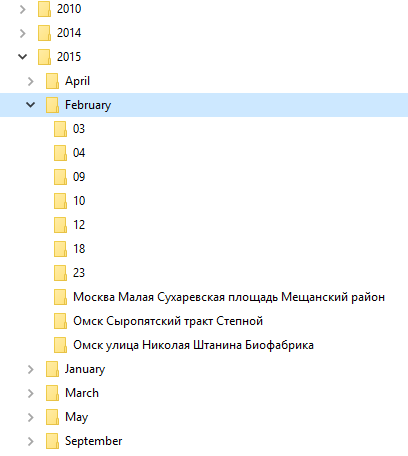 2010
2014
2015
April
February
03
04
09
10
12
18
23
Москва Малая Сухаревская площадь Мещанский район
Омск Сыропятский тракт Степной
Омск улица Николая Штанина Биофабрика
January
March
May
September